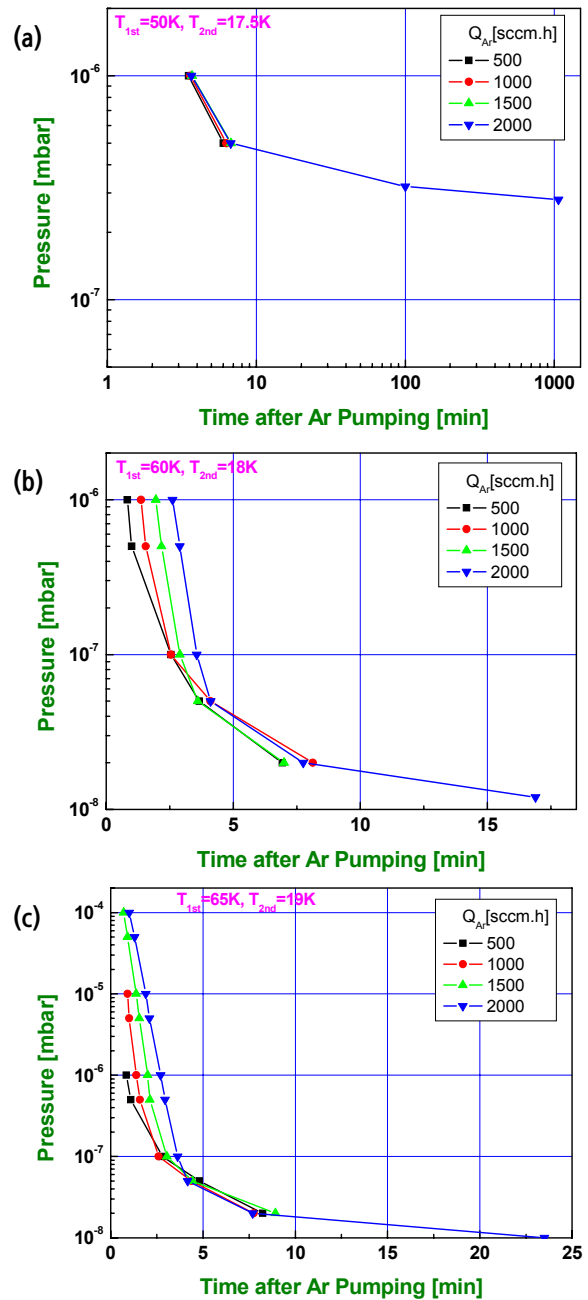 (a)
T1st=50K, T2nd=17.5K
QAr[sccm.h]
500
1000
1500
2000
10-6
10-7
Pressure [mbar]
1 10 100 1000
Time after Ar Pumping [min]
(b)
T1st=60K, T2nd=18K
QAr[sccm.h]
500
1000
1500
2000
10-6
10-7
10-8
Pressure [mbar]
0 5 10 15
Time after Ar Pumping [min]
(c)
T1st=65K, T2nd=19K
QAr[sccm.h]
500
1000
1500
2000
10-4
10-5
10-6
10-7
10-8
Pressure [mbar]
0 5 10 15 20 25
Time after Ar Pumping [min]